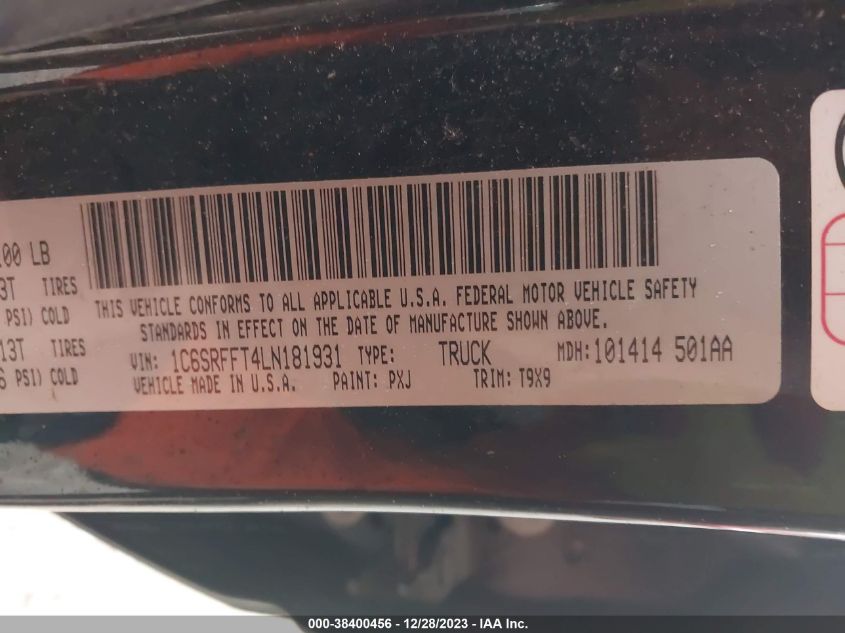 100 LB
3T TIRES
PSI) COLD
13T TIRES
6 PSI) COLD
THIS VEHICLE CONFORMS TO ALL APPLICABLE U.S.A. FEDERAL MOTOR VEHICLE SAFETY
STANDARDS IN EFFECT ON THE DATE OF MANUFACTURE SHOWN ABOVE.
VIN: 1C6SRFFT4LN181931 TYPE: TRUCK MDH: 101414 501AA
VEHICLE MADE IN U.S.A. PAINT: PXJ TRIM: T9X9
000-38400456 - 12/28/2023 - IAA Inc.